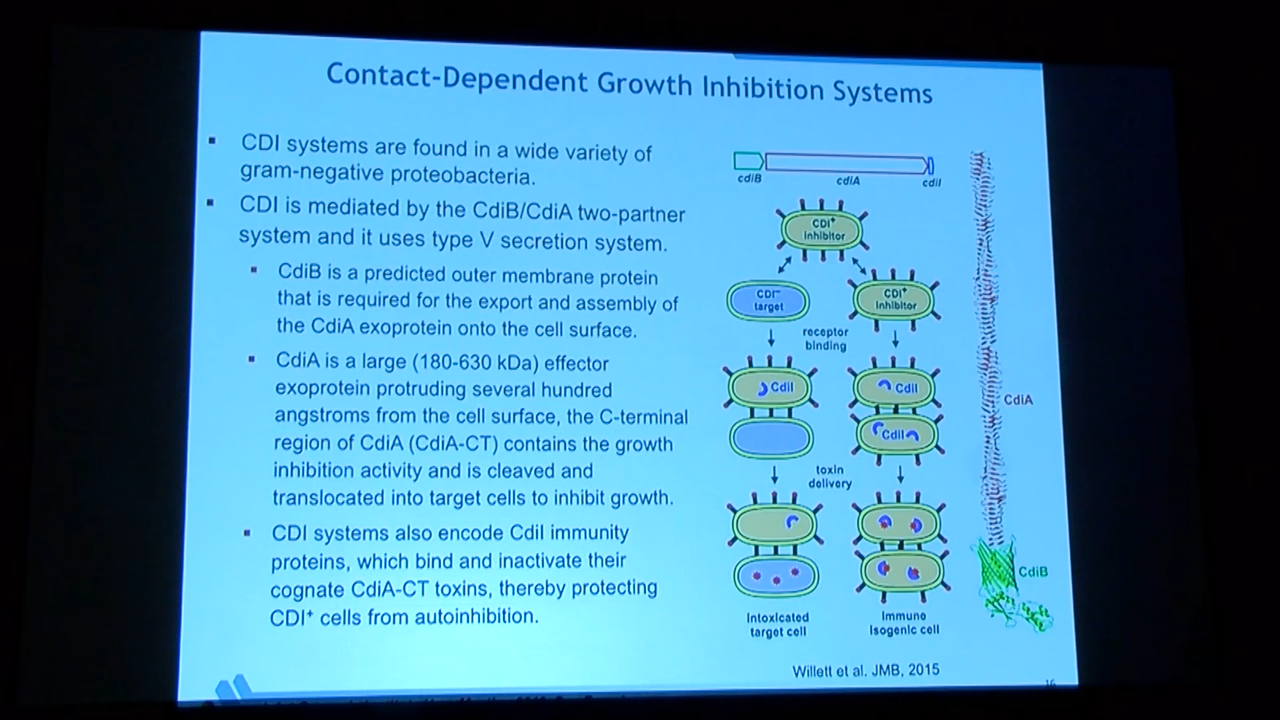 Contact-Dependent Growth Inhibition Systems
▪ CDI systems are found in a wide variety of
gram-negative proteobacteria.
▪ CDI is mediated by the CdiB/CdiA two-partner
system and it uses type V secretion system.
▪ CdiB is a predicted outer membrane protein
that is required for the export and assembly of
the CdiA exoprotein onto the cell surface.
▪ CdiA is a large (180-630 kDa) effector
exoprotein protruding several hundred
angstroms from the cell surface, the C-terminal
region of CdiA (CdiA-CT) contains the growth
inhibition activity and is cleaved and
translocated into target cells to inhibit growth.
▪ CDI systems also encode CdiI immunity
proteins, which bind and inactivate their
cognate CdiA-CT toxins, thereby protecting
CDI⁺ cells from autoinhibition.
cdiB
cdiA
cdiI
CDI⁺
Inhibitor
CDI⁻
target
CDI⁺
Inhibitor
receptor
binding
CdiI
CdiI
CdiI
toxin
delivery
Intoxicated
target cell
Immune
Isogenic cell
CdiA
CdiB
Willett et al. JMB, 2015
16